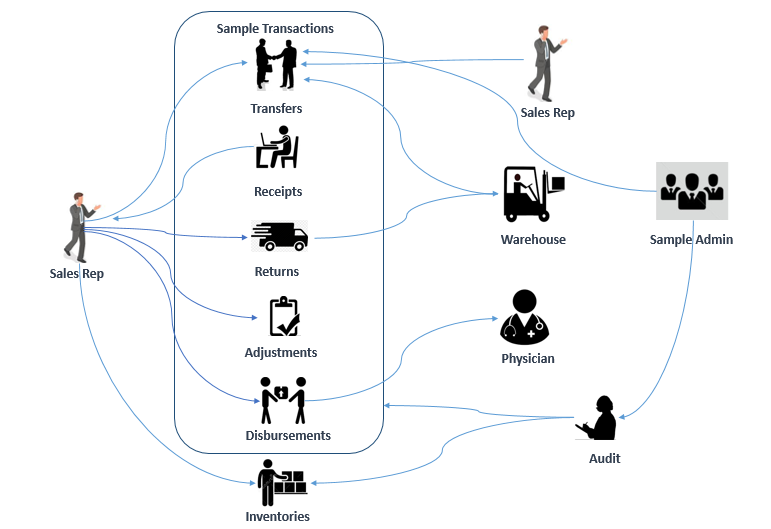 Sample Transactions
Transfers
Sales Rep
Receipts
Warehouse
Sample Admin
Sales Rep
Returns
Adjustments
Physician
Disbursements
Audit
Inventories